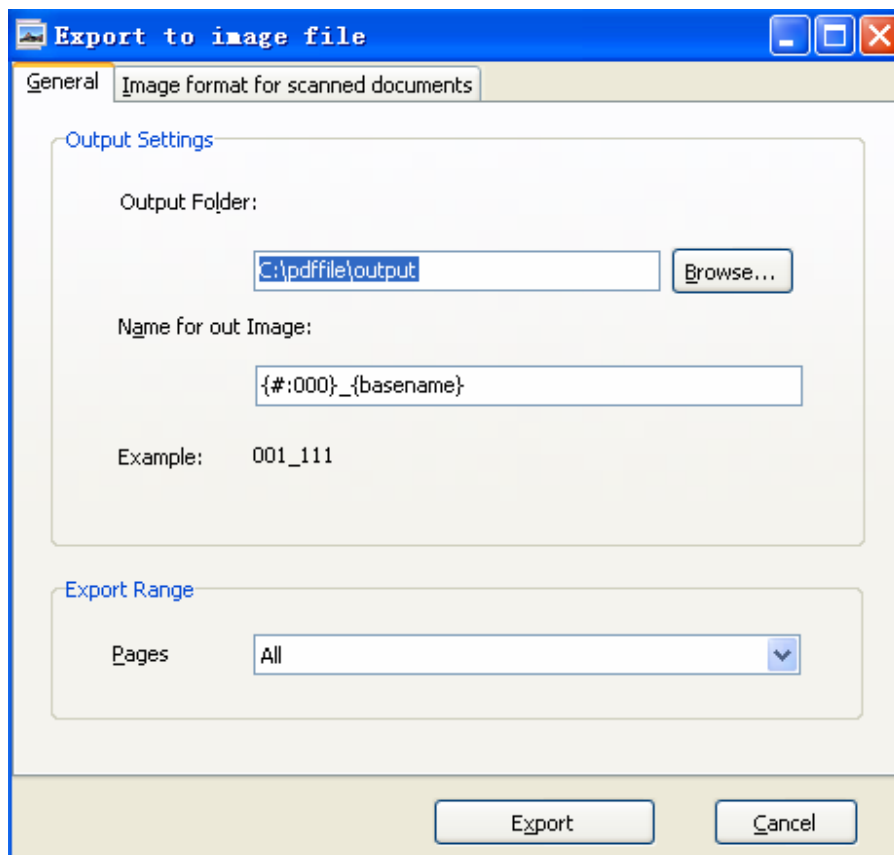 Export to image file
General Image format for scanned documents
Output Settings
Output Folder:
C:\pdffile\output Browse...
Name for out Image:
{#:000}_{basename}
Example: 001_111
Export Range
Pages All
Export Cancel